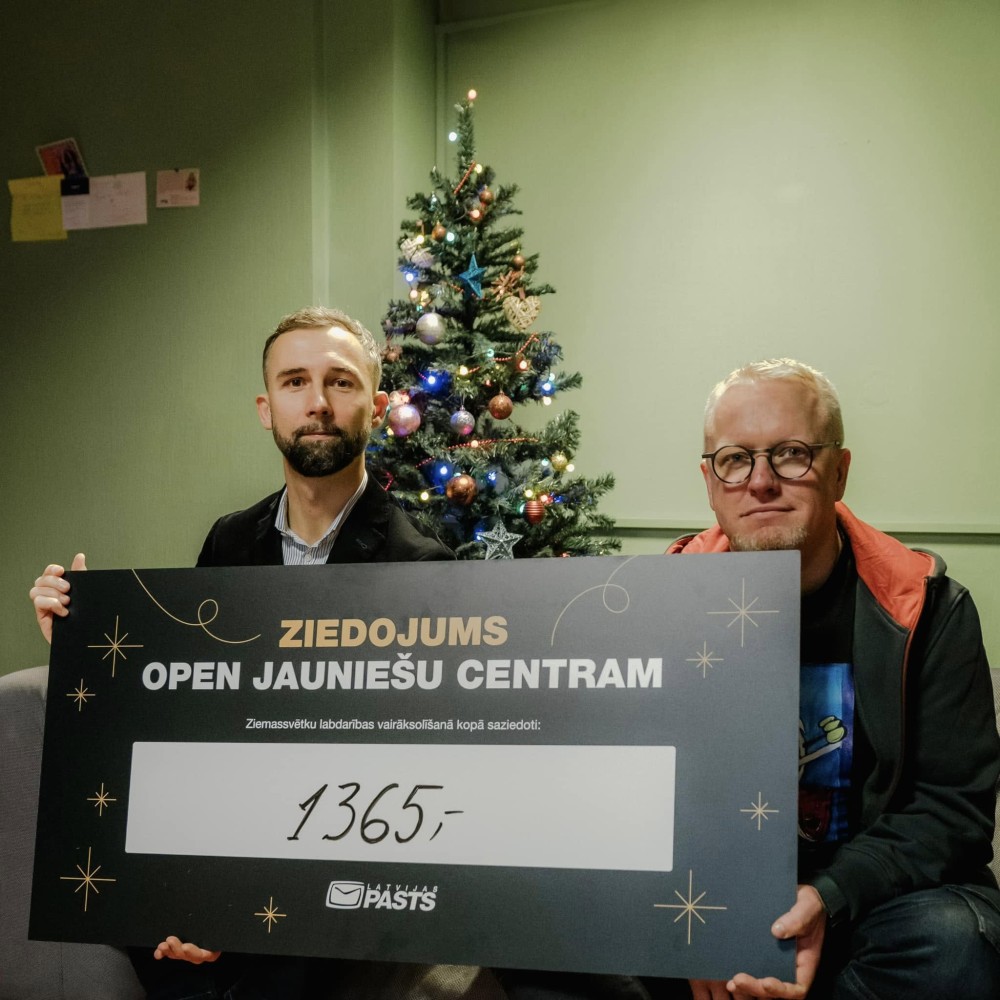 ZIEDOJUMS
OPEN JAUNIEŠU CENTRAM
Ziemassvētku labdarības vairāksolīšanā kopā saziedoti:
1365,-
LATVIJAS
PASTS